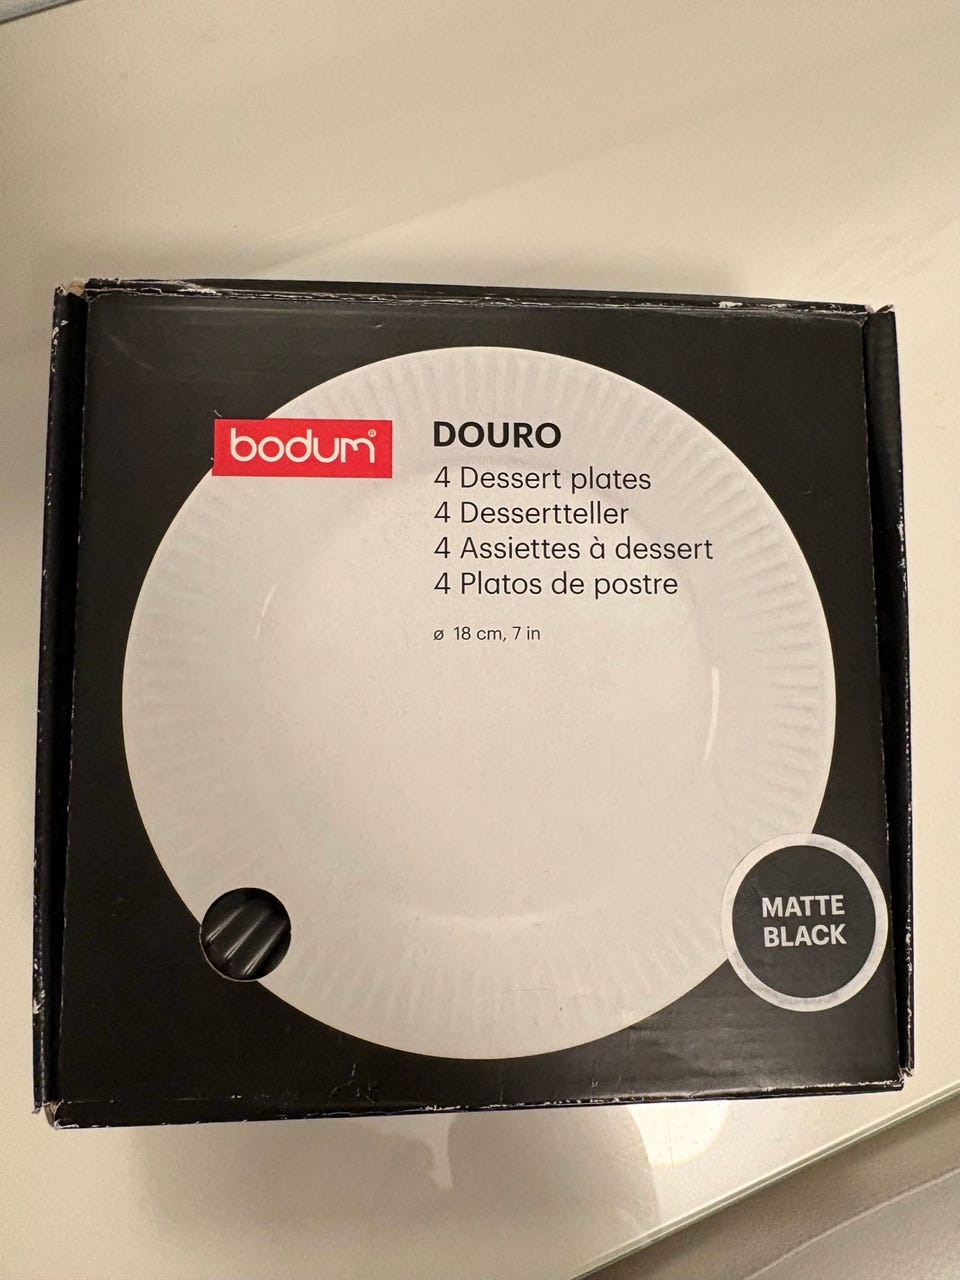 bodum®
DOURO
4 Dessert plates
4 Dessertteller
4 Assiettes à dessert
4 Platos de postre
ø 18 cm, 7 in
MATTE
BLACK